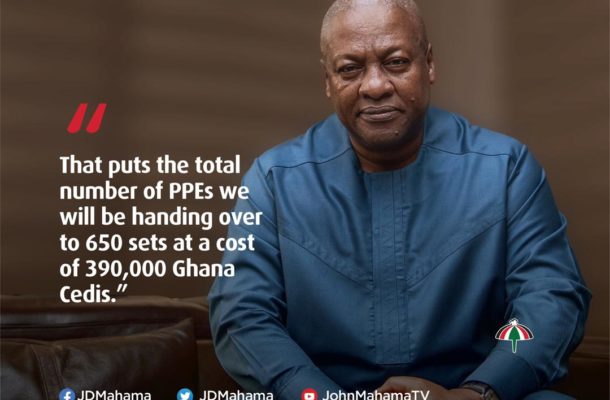 That puts the total
number of PPEs we
will be handing over
to 650 sets at a cost
of 390,000 Ghana
Cedis.”
JDMahama JDMahama JohnMahamaTV